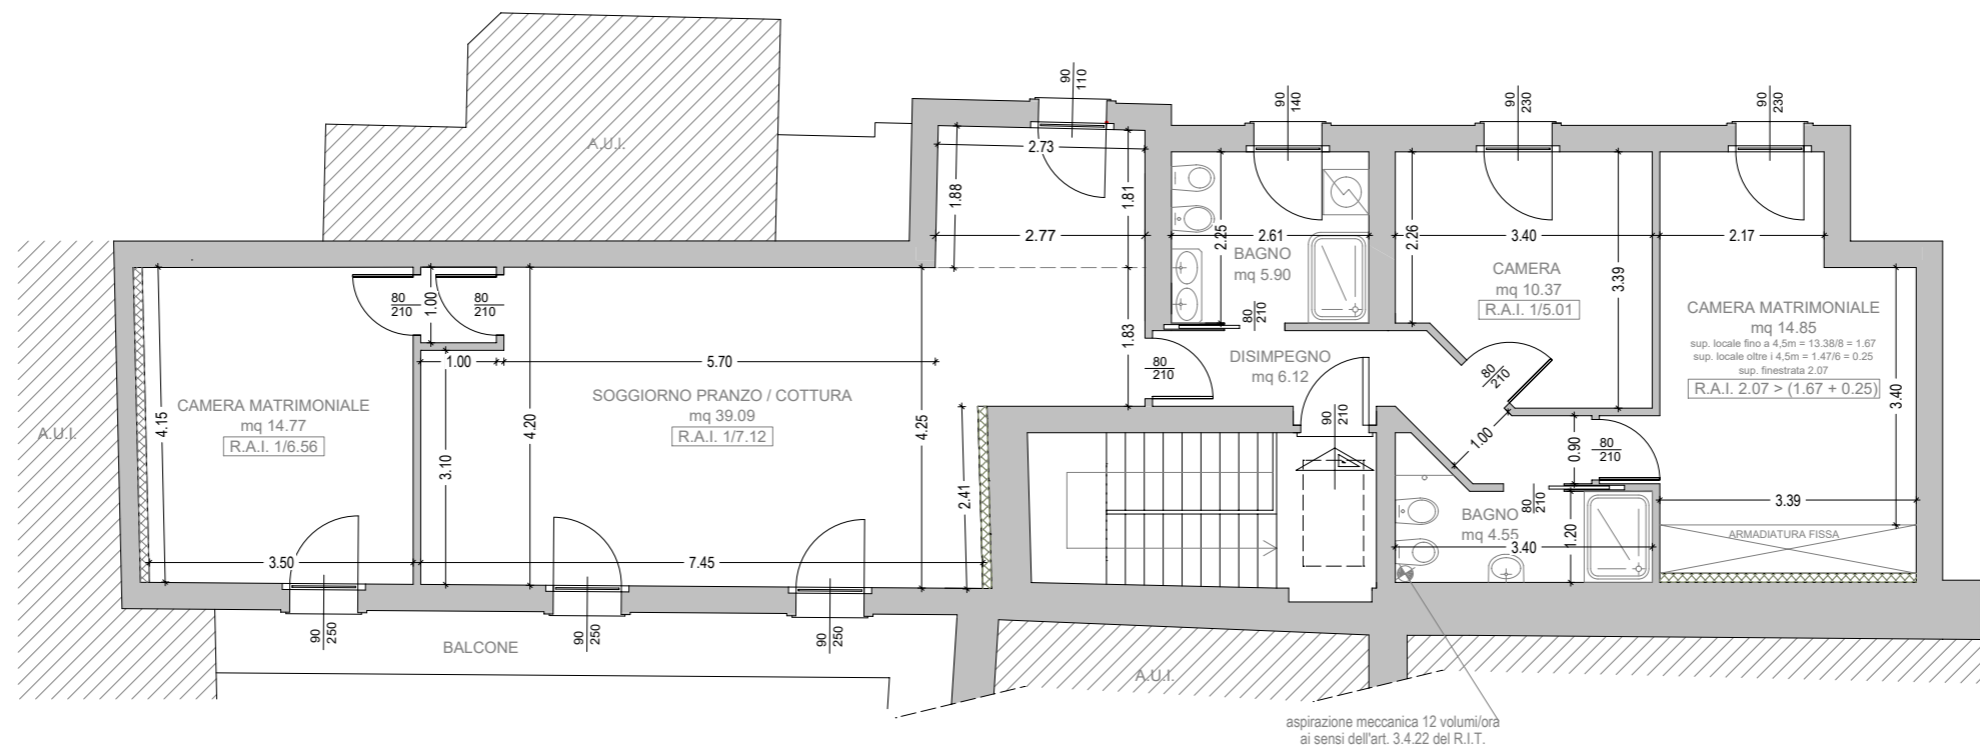 A.U.I.
A.U.I.
A.U.I.
90
110
90
140
90
230
90
230
2.73
1.88
1.81
2.77
1.83
2.25
2.61
BAGNO
mq 5.90
80
210
2.26
3.40
3.39
CAMERA
mq 10.37
R.A.I. 1/5.01
2.17
CAMERA MATRIMONIALE
mq 14.85
sup. locale fino a 4,5m = 13.38/8 = 1.67
sup. locale oltre i 4,5m = 1.47/6 = 0.25
sup. finestrata 2.07
R.A.I. 2.07 > (1.67 + 0.25)
3.40
3.39
ARMADIATURA FISSA
80
210
1.00
80
210
1.00
5.70
CAMERA MATRIMONIALE
mq 14.77
R.A.I. 1/6.56
4.15
3.50
4.20
3.10
SOGGIORNO PRANZO / COTTURA
mq 39.09
R.A.I. 1/7.12
4.25
2.41
7.45
DISIMPEGNO
mq 6.12
80
210
90
210
80
210
1.00
0.90
80
210
80
210
BAGNO
mq 4.55
3.40
1.20
90
250
90
250
90
250
BALCONE
aspirazione meccanica 12 volumi/ora
ai sensi dell'art. 3.4.22 del R.I.T.